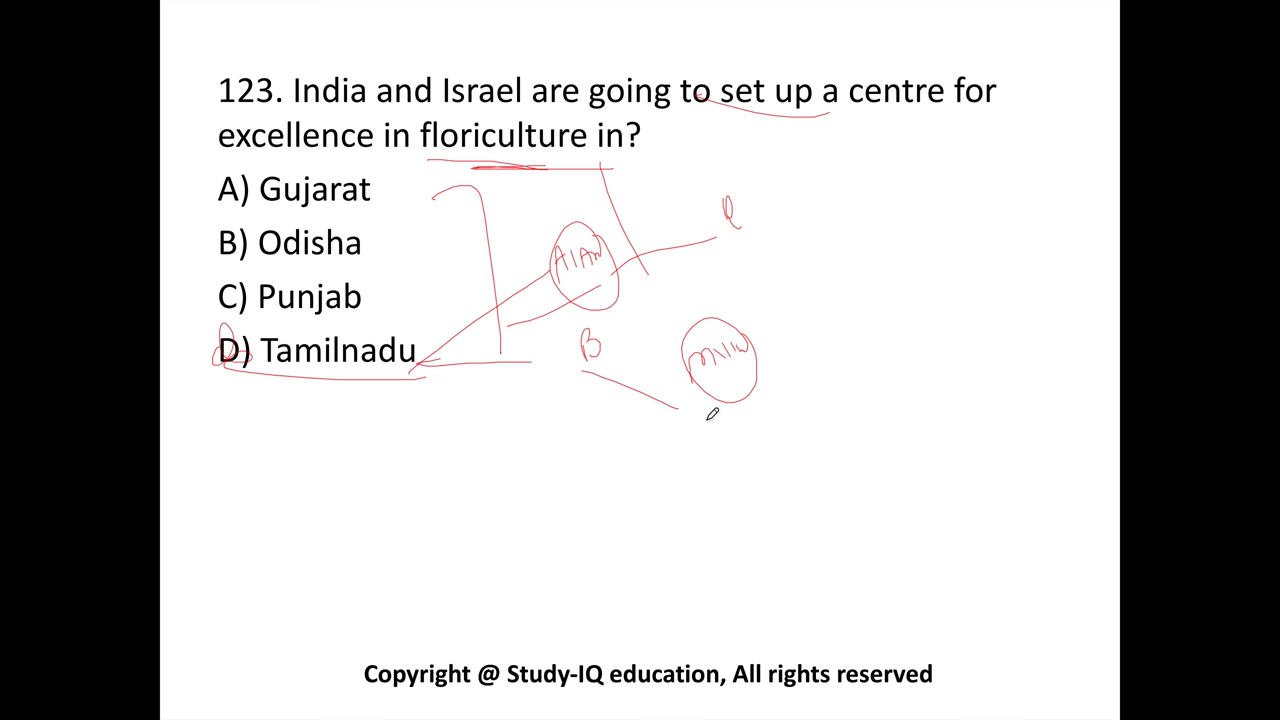 123. India and Israel are going to set up a centre for
excellence in floriculture in?
A) Gujarat
B) Odisha
C) Punjab
D) Tamilnadu
B
Copyright @ Study-IQ education, All rights reserved